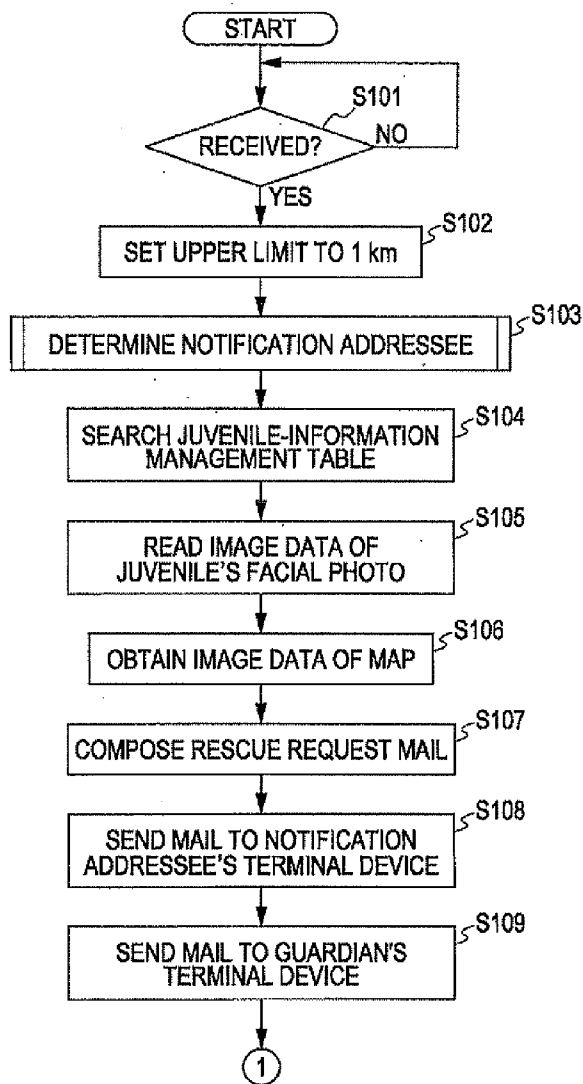 START
S101
RECEIVED?
NO
YES
S102
SET UPPER LIMIT TO 1 km
S103
DETERMINE NOTIFICATION ADDRESSEE
S104
SEARCH JUVENILE-INFORMATION
MANAGEMENT TABLE
S105
READ IMAGE DATA OF
JUVENILE'S FACIAL PHOTO
S106
OBTAIN IMAGE DATA OF MAP
S107
COMPOSE RESCUE REQUEST MAIL
S108
SEND MAIL TO NOTIFICATION
ADDRESSEE'S TERMINAL DEVICE
S109
SEND MAIL TO GUARDIAN'S
TERMINAL DEVICE
1